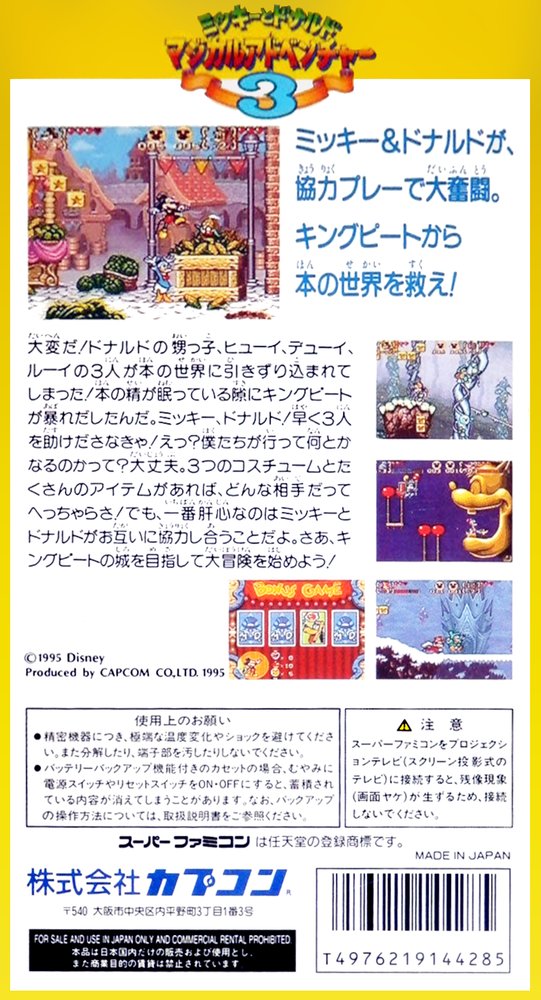 ミッキーとドナルド
マジカルアドベンチャー
3
ミッキー&ドナルドが、
協力プレーで大奮闘。
キングピートから
本の世界を救え!
大変だ!ドナルドの甥っ子、ヒューイ、デューイ、
ルーイの3人が本の世界に引きずり込まれて
しまった!本の精が眠っている隙にキングピート
が暴れだしたんだ。ミッキー、ドナルド!早く3人
を助けださなきゃ!えっ?僕たちが行って何とか
なるのかって?大丈夫。3つのコスチュームとた
くさんのアイテムがあれば、どんな相手だって
へっちゃらさ!でも、一番肝心なのはミッキーと
ドナルドがお互いに協力し合うことだよ。さあ、キ
ングピートの城を目指して大冒険を始めよう!
BONUS GAME
©1995 Disney
Produced by CAPCOM CO.,LTD. 1995
使用上のお願い
●精密機器につき、極端な温度変化やショックを避けてくださ
い。また分解したり、端子部を汚したりしないでください。
●バッテリーバックアップ機能付きのカセットの場合、むやみに
電源スイッチやリセットスイッチをON・OFFにすると、蓄積さ
れている内容が消えてしまうことがあります。なお、バックアップ
の操作方法については、取扱説明書をご参照ください。
⚠ 注意
スーパーファミコンをプロジェクシ
ョンテレビ(スクリーン投影式の
テレビ)に接続すると、残像現象
(画面ヤケ)が生ずるため、接続
しないでください。
スーパーファミコン は任天堂の登録商標です。
MADE IN JAPAN
株式会社カプコン®
〒540 大阪市中央区内平野町3丁目1番3号
FOR SALE AND USE IN JAPAN ONLY AND COMMERCIAL RENTAL PROHIBITED.
本品は日本国内だけの販売および使用とし、
また商業目的の賃貸は禁止されています。
T4976219144285